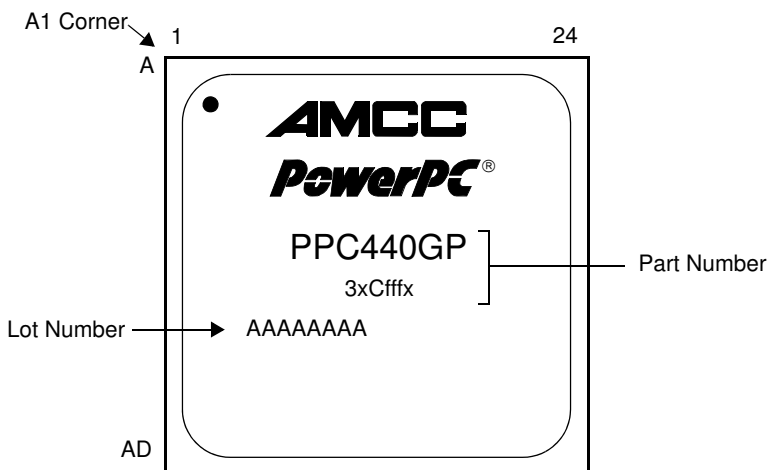 A1 Corner
1 24
A
AMCC
PowerPC®
PPC440GP
Part Number
3xCfffx
Lot Number AAAAAAAA
AD